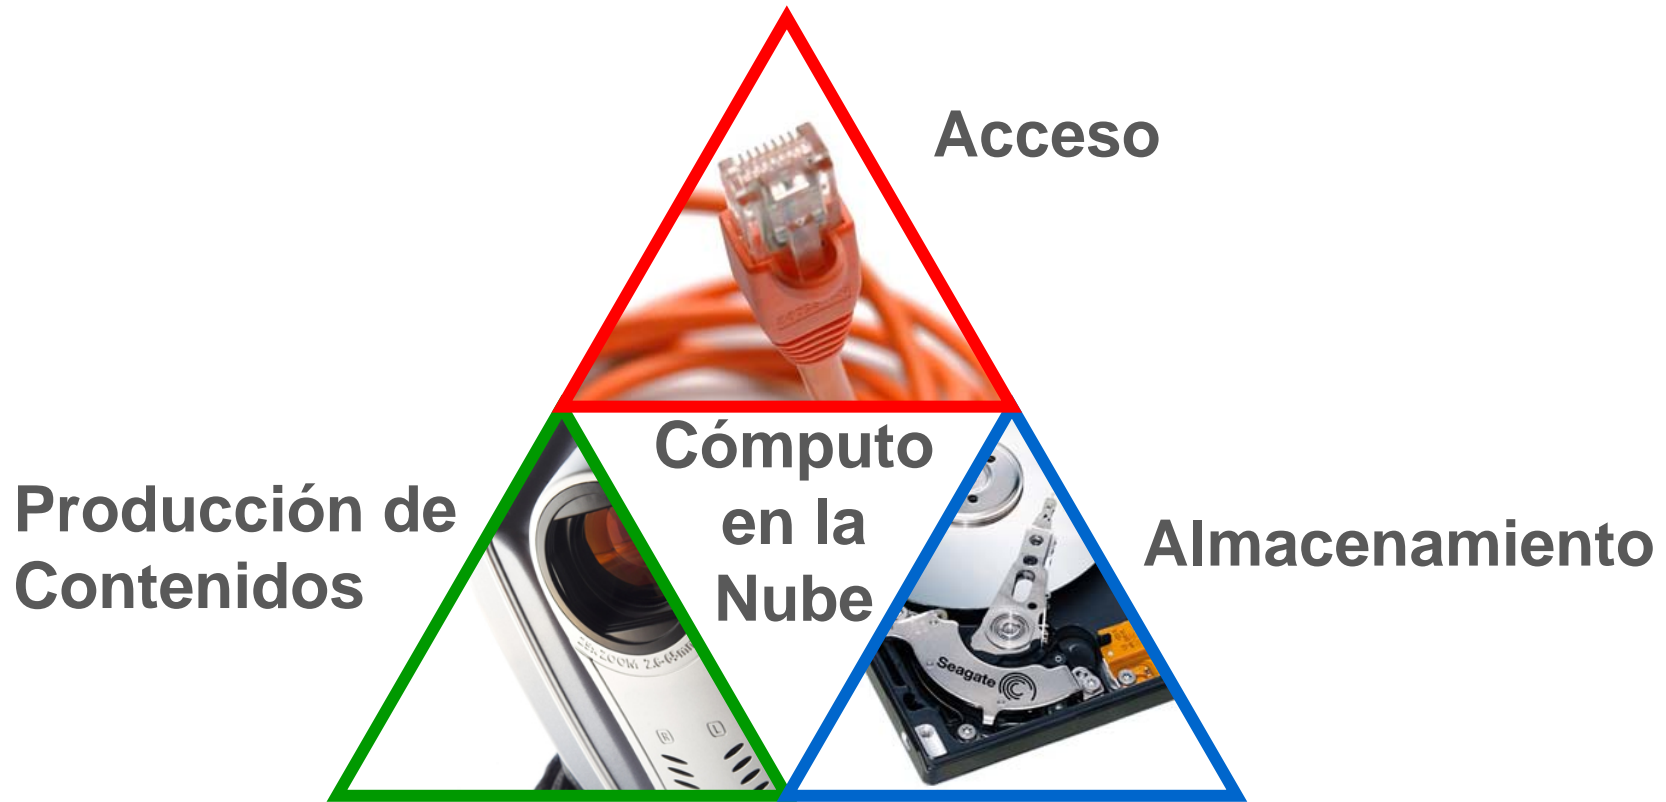 Acceso
Cómputo
en la
Nube
Producción de
Contenidos
Almacenamiento
Seagate
R
L